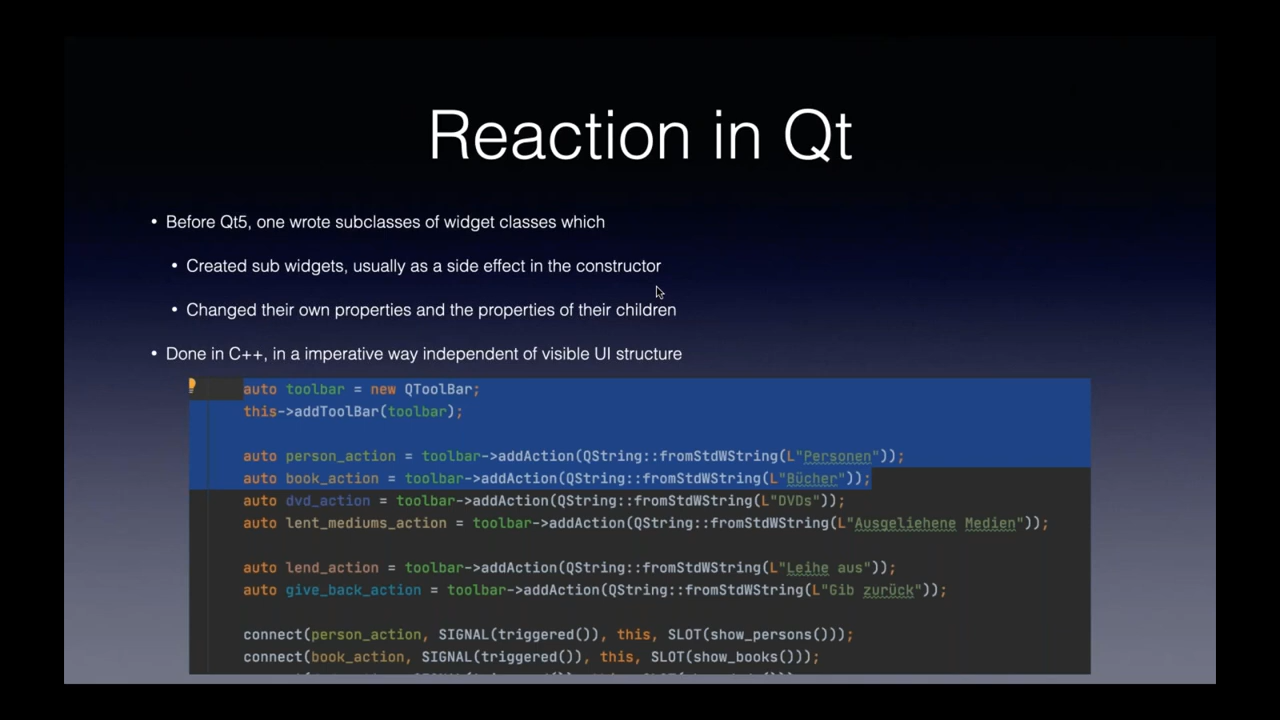 Reaction in Qt
• Before Qt5, one wrote subclasses of widget classes which
• Created sub widgets, usually as a side effect in the constructor
• Changed their own properties and the properties of their children
• Done in C++, in a imperative way independent of visible UI structure
auto toolbar = new QToolBar;
this->addToolBar(toolbar);
auto person_action = toolbar->addAction(QString::fromStdWString(L"Personen"));
auto book_action = toolbar->addAction(QString::fromStdWString(L"Bücher"));
auto dvd_action = toolbar->addAction(QString::fromStdWString(L"DVDs"));
auto lent_mediums_action = toolbar->addAction(QString::fromStdWString(L"Ausgeliehene Medien"));
auto lend_action = toolbar->addAction(QString::fromStdWString(L"Leihe aus"));
auto give_back_action = toolbar->addAction(QString::fromStdWString(L"Gib zurück"));
connect(person_action, SIGNAL(triggered()), this, SLOT(show_persons()));
connect(book_action, SIGNAL(triggered()), this, SLOT(show_books()));